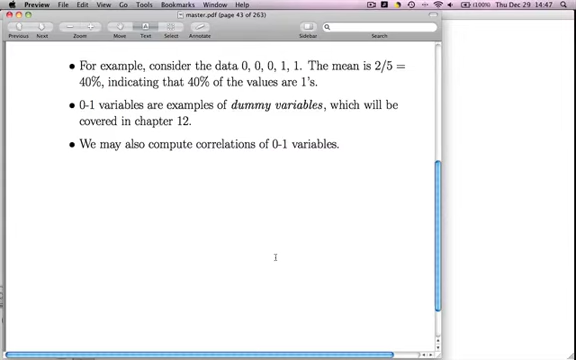 Preview File Edit View Go Tools Bookmarks Window Help (100%) Thu Dec 29 14:47
master.pdf (page 43 of 263)
Previous Next Zoom Move Text Select Annotate Sidebar Search
• For example, consider the data 0, 0, 0, 1, 1. The mean is 2/5 =
40%, indicating that 40% of the values are 1's.
• 0-1 variables are examples of dummy variables, which will be
covered in chapter 12.
• We may also compute correlations of 0-1 variables.